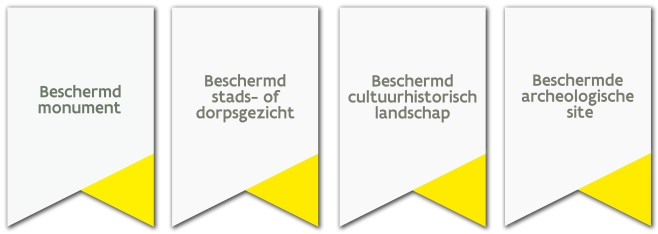 Beschermd
monument
Beschermd
stads- of
dorpsgezicht
Beschermd
cultuurhistorisch
landschap
Beschermde
archeologische
site